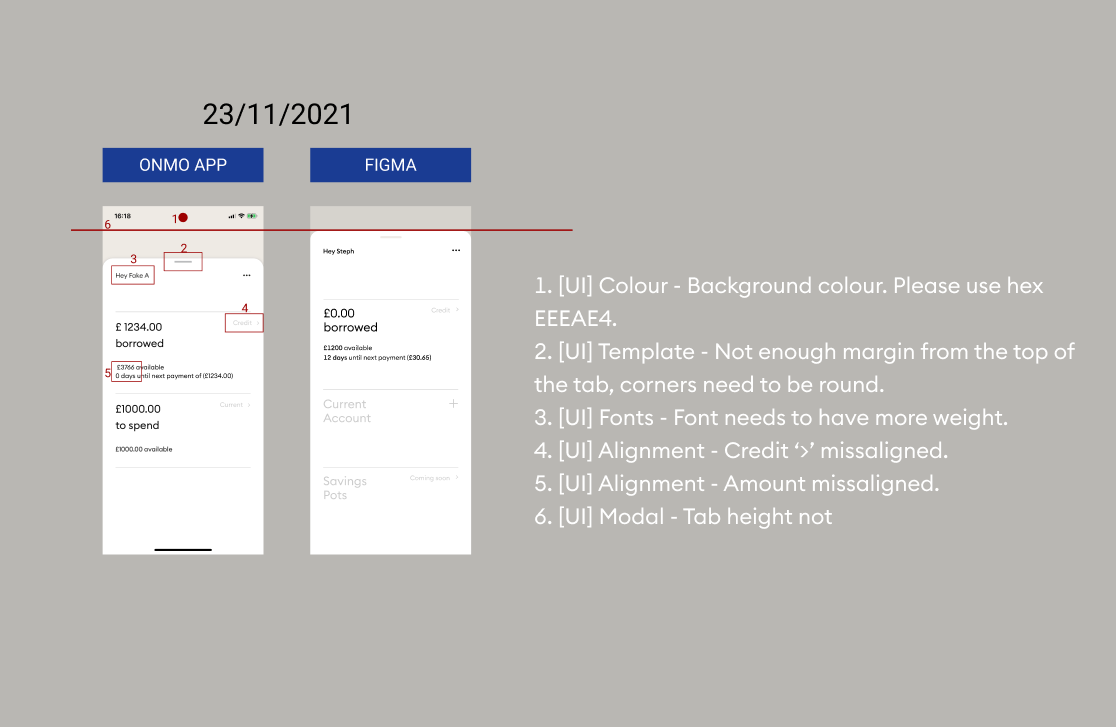 23/11/2021
ONMO APP
FIGMA
16:18
1
6
2
3
Hey Fake A
4
£ 1234.00
borrowed
Credit >
5
£3766 available
0 days until next payment of (£1234.00)
£1000.00
to spend
Current >
£1000.00 available
Hey Steph
£0.00
borrowed
Credit >
£1200 available
12 days until next payment (£30.65)
Current
Account
+
Savings
Pots
Coming soon >
1. [UI] Colour - Background colour. Please use hex
EEEAE4.
2. [UI] Template - Not enough margin from the top of
the tab, corners need to be round.
3. [UI] Fonts - Font needs to have more weight.
4. [UI] Alignment - Credit ‘>’ missaligned.
5. [UI] Alignment - Amount missaligned.
6. [UI] Modal - Tab height not